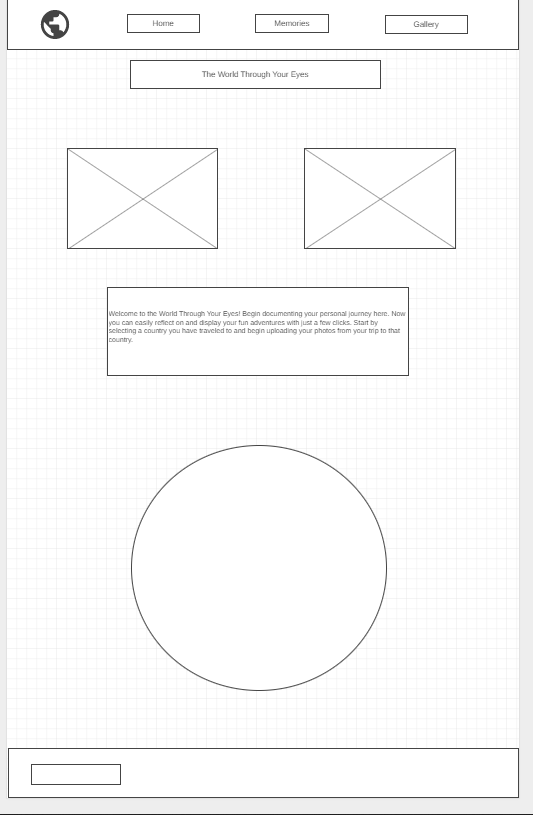 Home
Memories
Gallery
The World Through Your Eyes
Welcome to the World Through Your Eyes! Begin documenting your personal journey here. Now
you can easily reflect on and display your fun adventures with just a few clicks. Start by
selecting a country you have traveled to and begin uploading your photos from your trip to that
country.